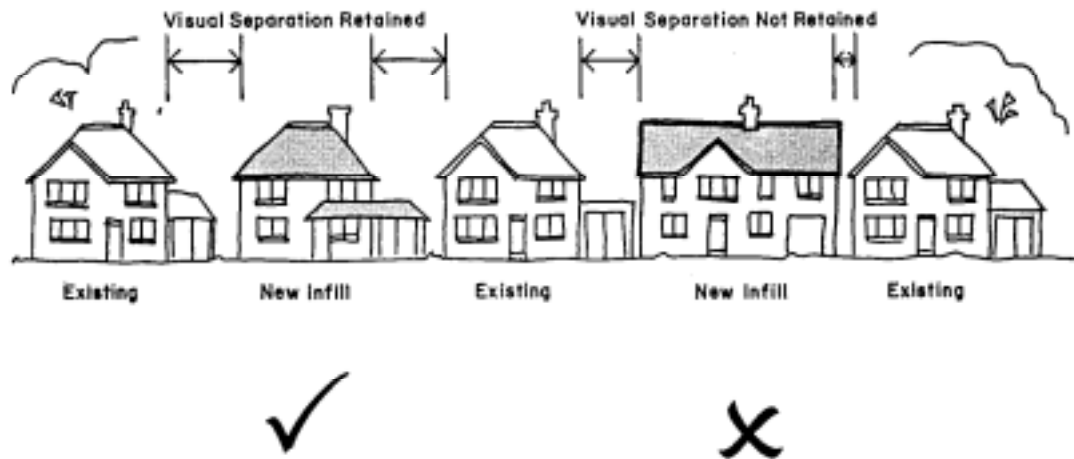 Visual Separation Retained
Visual Separation Not Retained
Existing
New Infill
Existing
New Infill
Existing